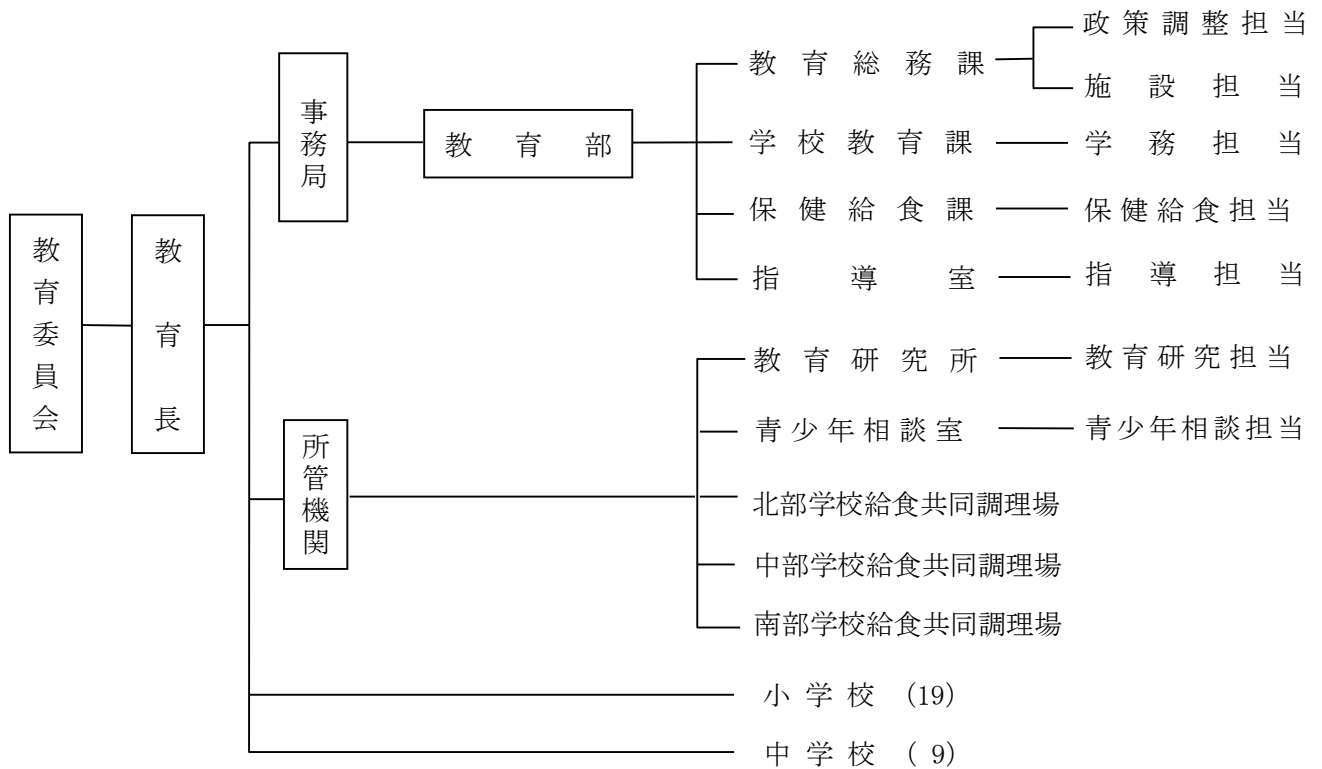 教育委員会
教育長
事務局
教育部
教育総務課
政策調整担当
施設担当
学校教育課
学務担当
保健給食課
保健給食担当
指導室
指導担当
所管機関
教育研究所
教育研究担当
青少年相談室
青少年相談担当
北部学校給食共同調理場
中部学校給食共同調理場
南部学校給食共同調理場
小学校 (19)
中学校 ( 9)